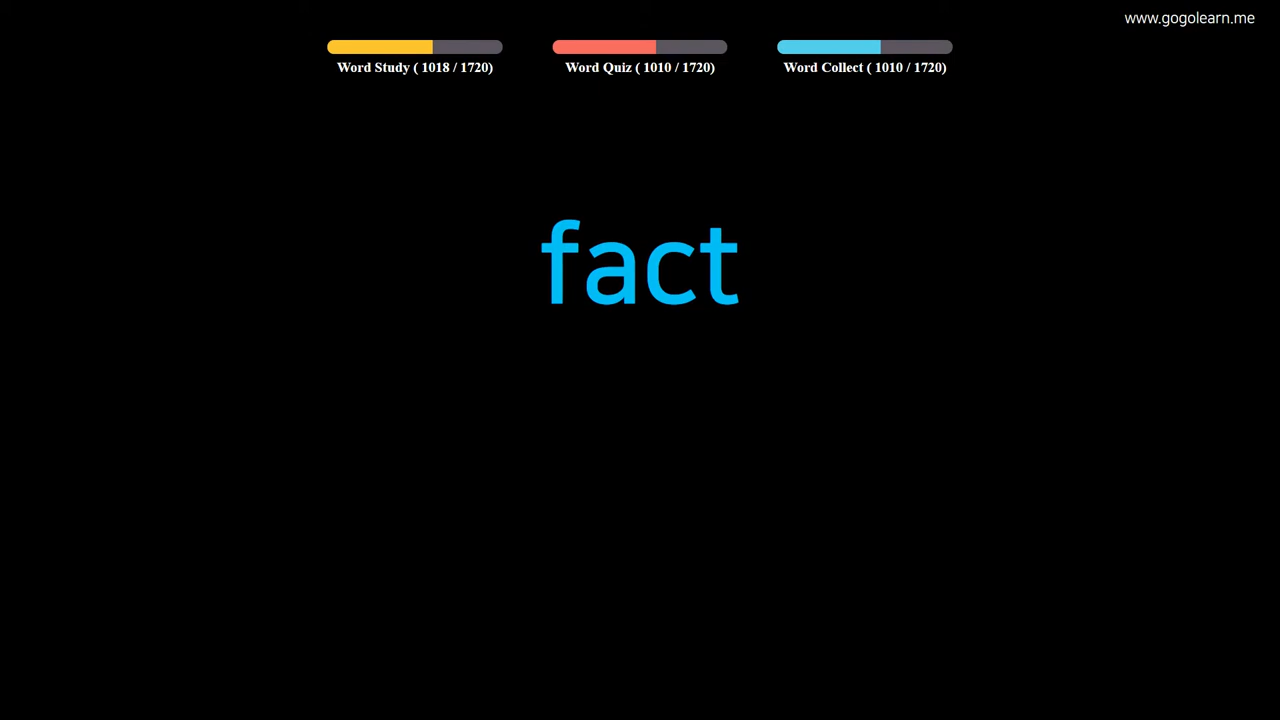 www.gogolearn.me
Word Study ( 1018 / 1720)
Word Quiz ( 1010 / 1720)
Word Collect ( 1010 / 1720)
fact